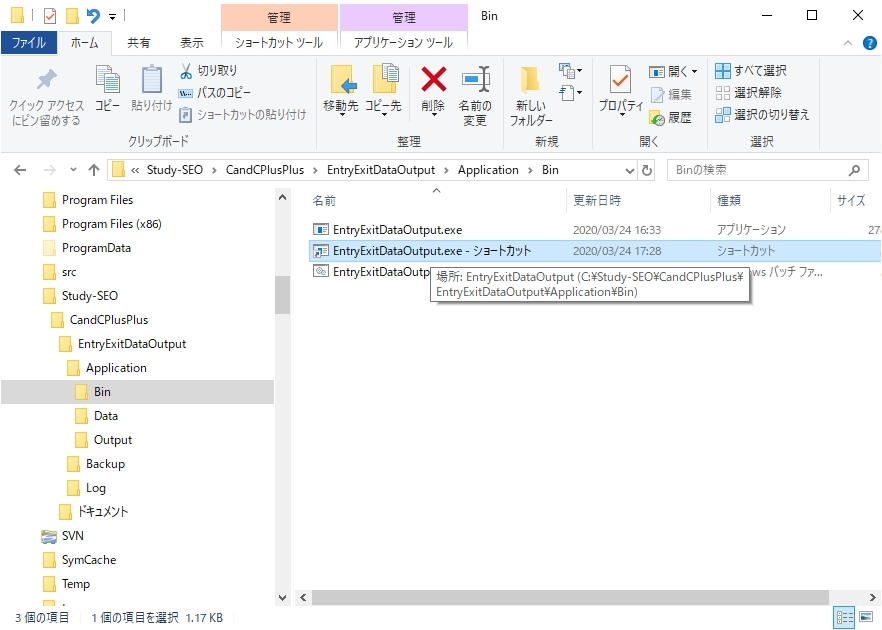 管理
管理
Bin
ファイル
ホーム
共有
表示
ショートカット ツール
アプリケーション ツール
クイック アクセス
にピン留めする
コピー
貼り付け
切り取り
パスのコピー
ショートカットの貼り付け
クリップボード
移動先
コピー先
削除
名前の
変更
整理
新しい
フォルダー
新規
プロパティ
開く
編集
履歴
開く
すべて選択
選択解除
選択の切り替え
選択
« Study-SEO › CandCPlusPlus › EntryExitDataOutput › Application › Bin
Binの検索
Program Files
Program Files (x86)
ProgramData
src
Study-SEO
CandCPlusPlus
EntryExitDataOutput
Application
Bin
Data
Output
Backup
Log
ドキュメント
SVN
SymCache
Temp
名前 更新日時 種類 サイズ
EntryExitDataOutput.exe 2020/03/24 16:33 アプリケーション 27
EntryExitDataOutput.exe - ショートカット 2020/03/24 17:28 ショートカット
EntryExitDataOutp ws バッチ ファ...
場所: EntryExitDataOutput (C:¥Study-SEO¥CandCPlusPlus¥
EntryExitDataOutput¥Application¥Bin)
3 個の項目 1 個の項目を選択 1.17 KB